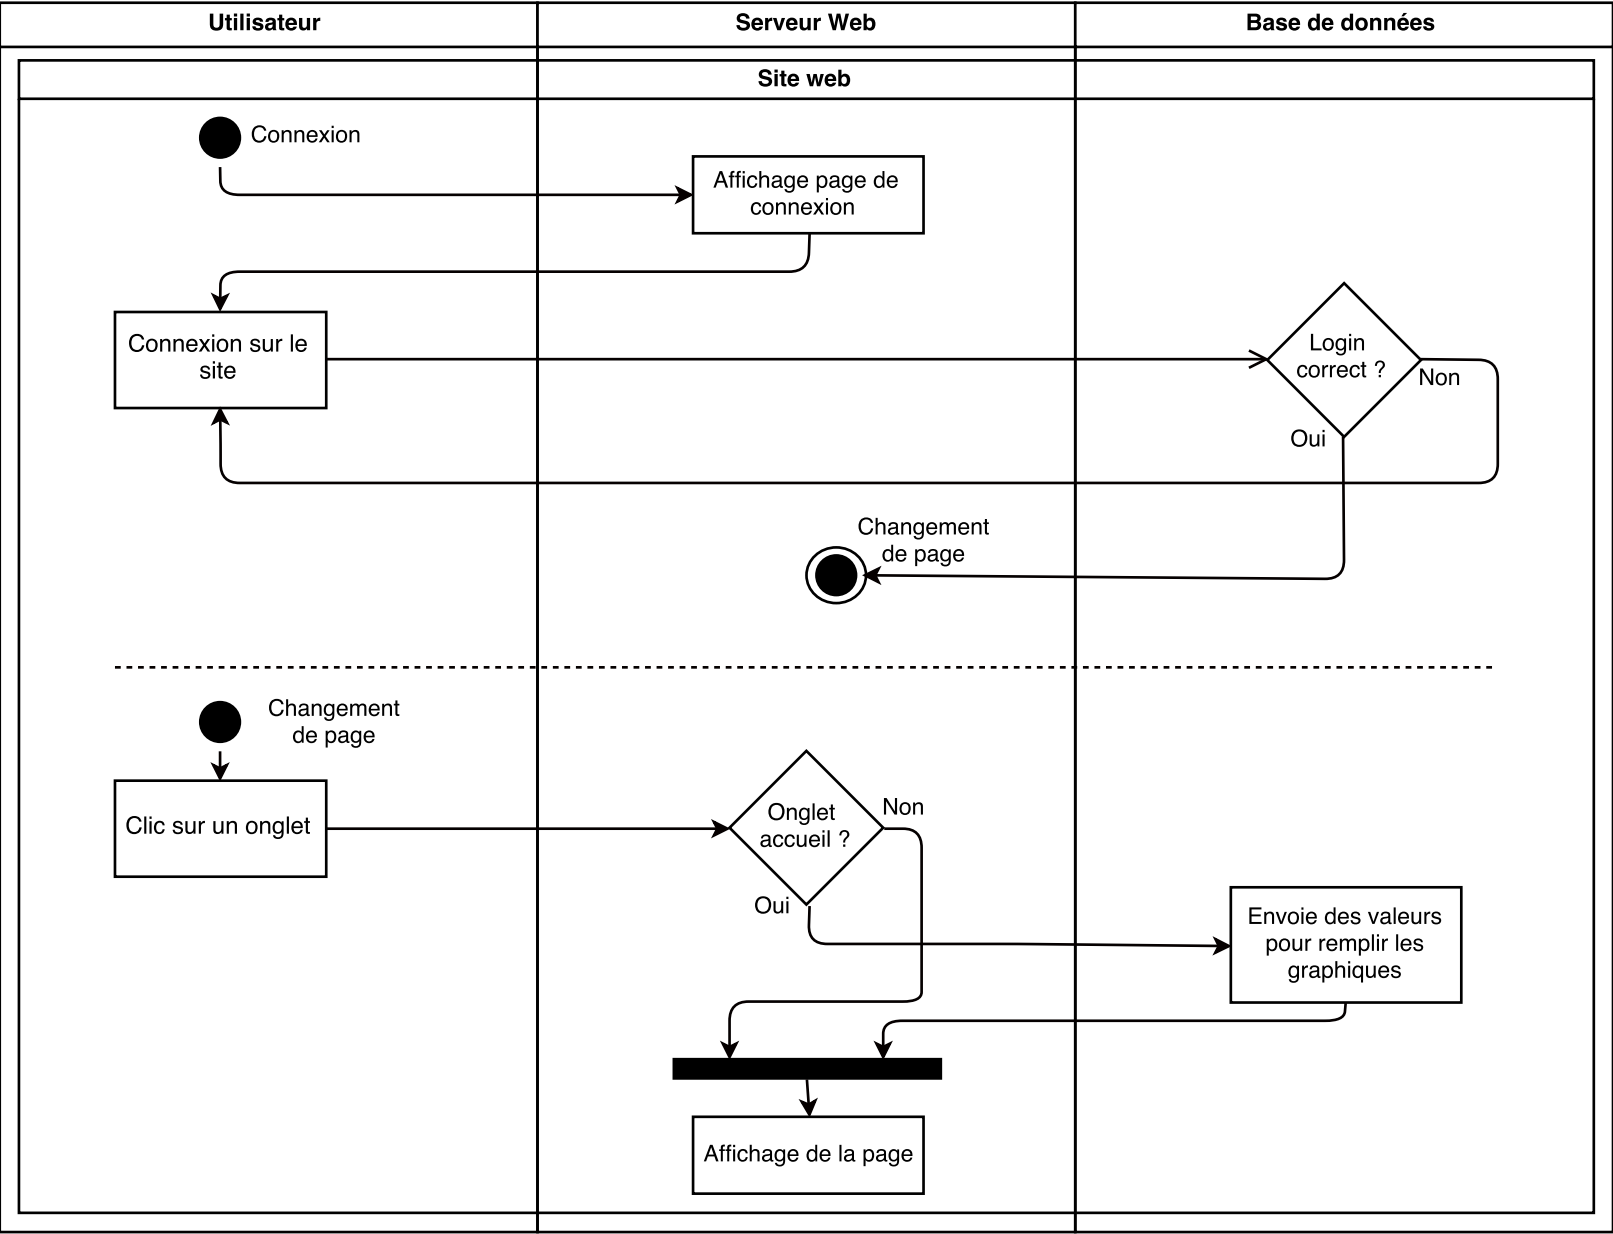 Utilisateur
Serveur Web
Base de données
Site web
Connexion
Affichage page de
connexion
Connexion sur le
site
Login
correct ?
Non
Oui
Changement
de page
Changement
de page
Clic sur un onglet
Onglet
accueil ?
Non
Oui
Envoie des valeurs
pour remplir les
graphiques
Affichage de la page